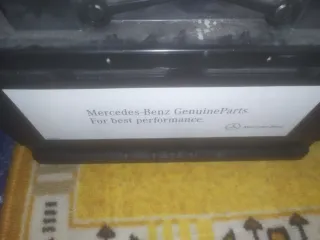 Mercedes-Benz GenuineParts.
For best performance.